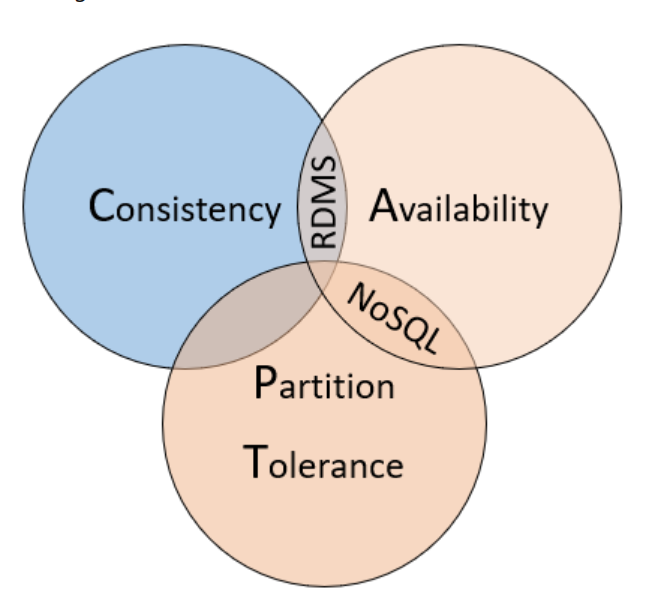 Consistency
RDMS
Availability
NoSQL
Partition
Tolerance